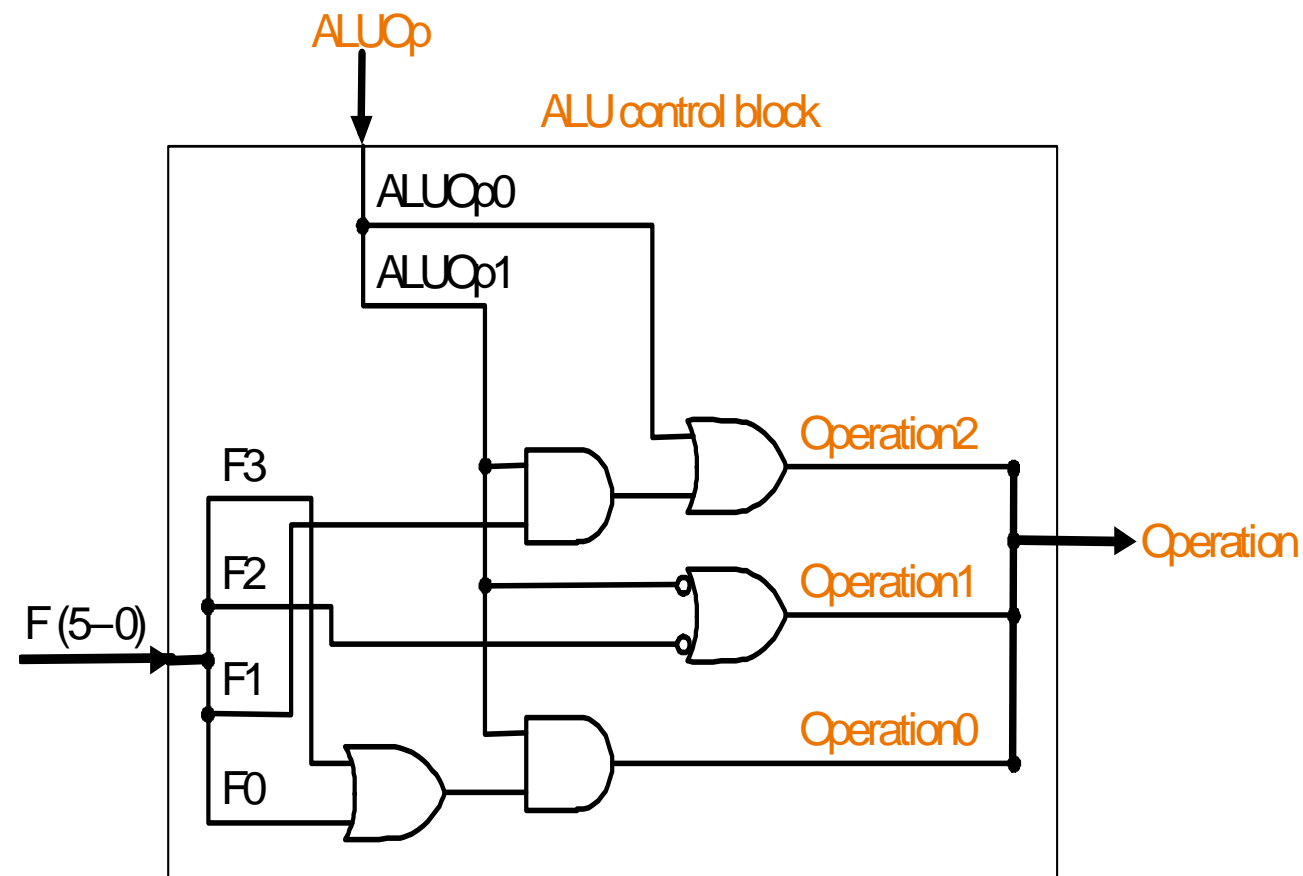 ALUOp
ALU control block
ALUOp0
ALUOp1
Operation2
F3
Operation
F2
Operation1
F (5–0)
F1
Operation0
F0